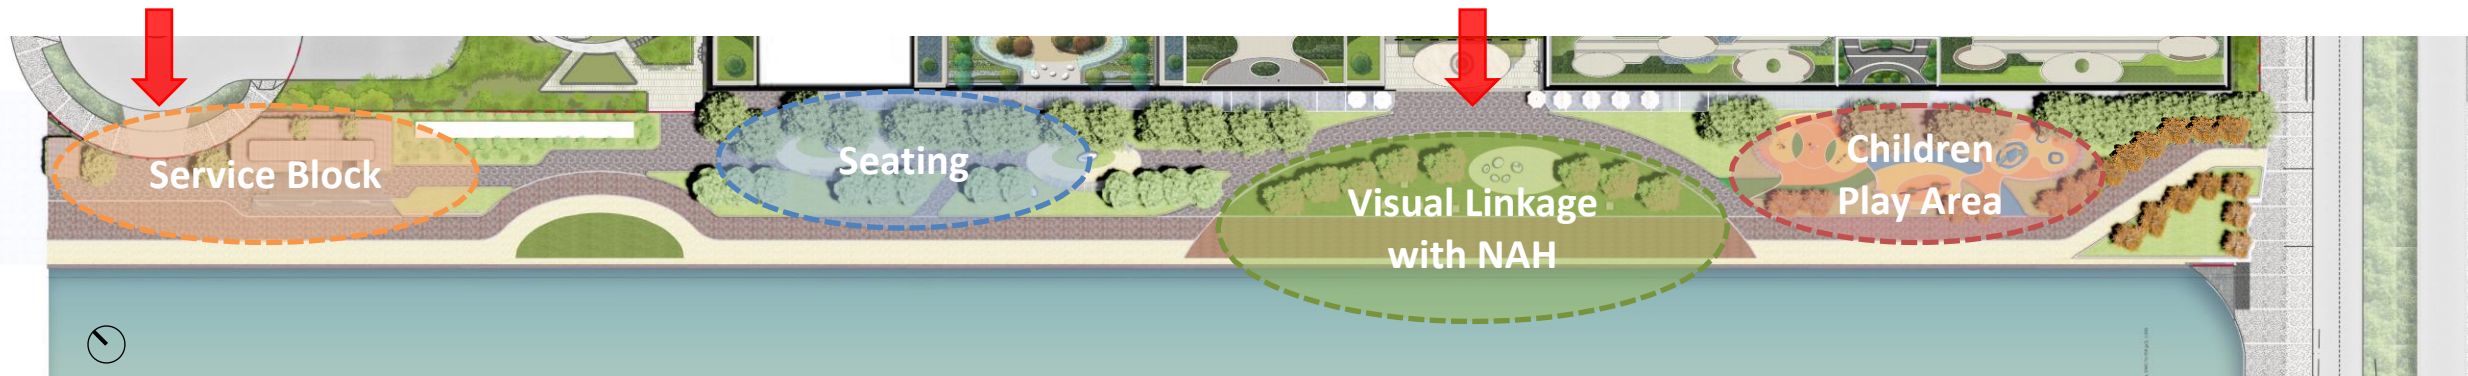 Service Block
Seating
Visual Linkage
with NAH
Children
Play Area